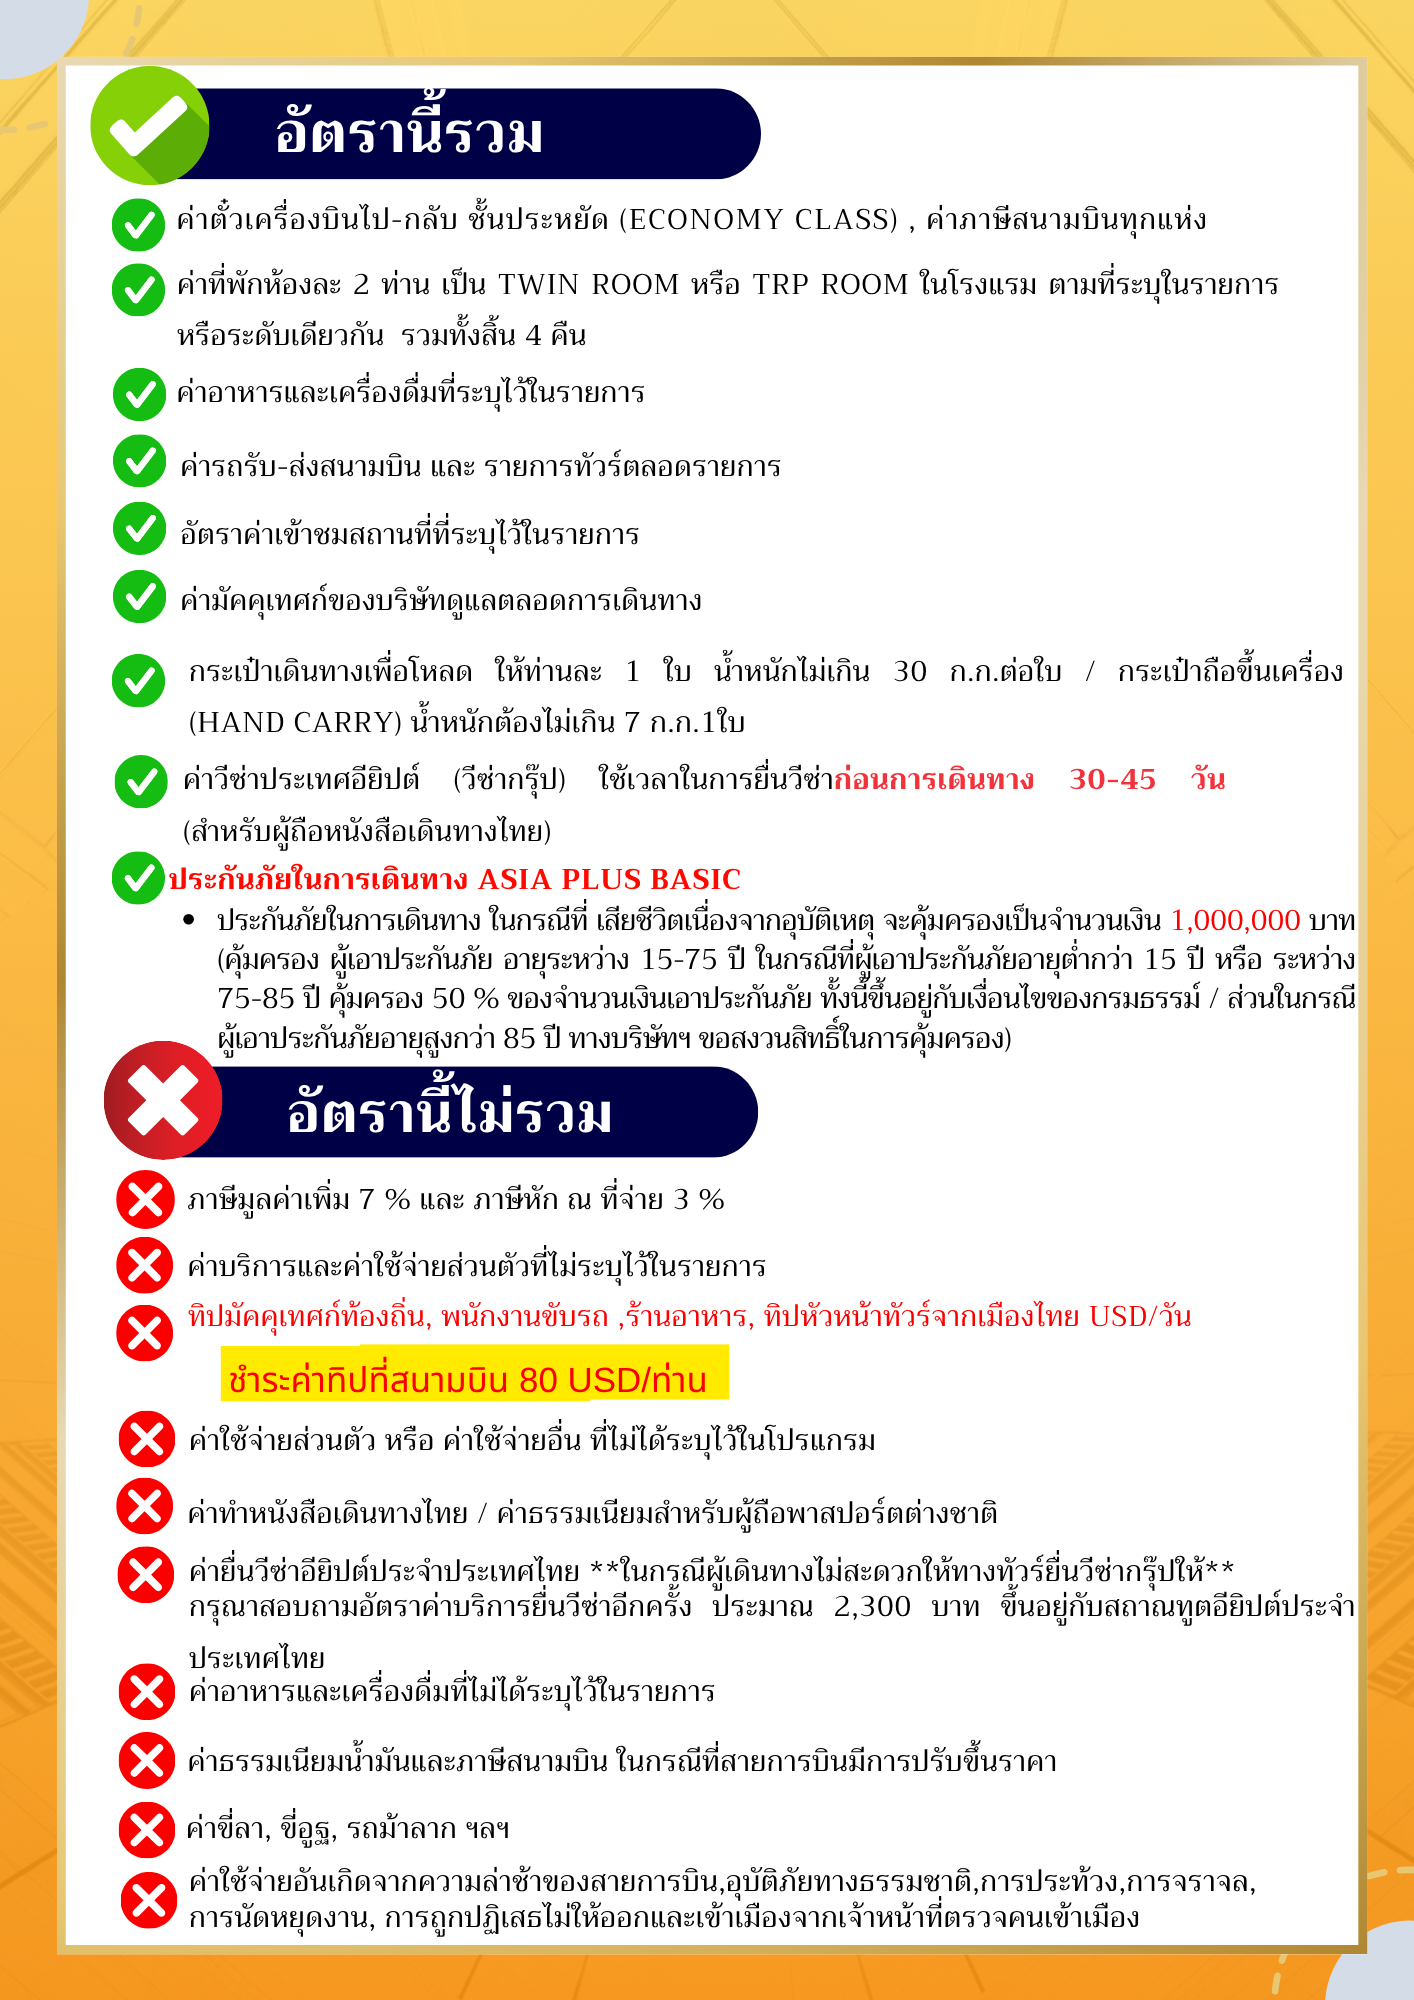 อัตรานี้รวม
ค่าตั๋วเครื่องบินไป-กลับ ชั้นประหยัด (ECONOMY CLASS) , ค่าภาษีสนามบินทุกแห่ง
ค่าที่พักห้องละ 2 ท่าน เป็น TWIN ROOM หรือ TRP ROOM ในโรงแรม ตามที่ระบุในรายการ
หรือระดับเดียวกัน รวมทั้งสิ้น 4 คืน
ค่าอาหารและเครื่องดื่มที่ระบุไว้ในรายการ
ค่ารถรับ-ส่งสนามบิน และ รายการทัวร์ตลอดรายการ
อัตราค่าเข้าชมสถานที่ที่ระบุไว้ในรายการ
ค่ามัคคุเทศก์ของบริษัทดูแลตลอดการเดินทาง
กระเป๋าเดินทางเพื่อโหลด ให้ท่านละ 1 ใบ น้ำหนักไม่เกิน 30 ก.ก.ต่อใบ / กระเป๋าถือขึ้นเครื่อง
(HAND CARRY) น้ำหนักต้องไม่เกิน 7 ก.ก.1ใบ
ค่าวีซ่าประเทศอียิปต์ (วีซ่ากรุ๊ป) ใช้เวลาในการยื่นวีซ่าก่อนการเดินทาง 30-45 วัน
(สำหรับผู้ถือหนังสือเดินทางไทย)
ประกันภัยในการเดินทาง ASIA PLUS BASIC
• ประกันภัยในการเดินทาง ในกรณีที่ เสียชีวิตเนื่องจากอุบัติเหตุ จะคุ้มครองเป็นจำนวนเงิน 1,000,000 บาท
(คุ้มครอง ผู้เอาประกันภัย อายุระหว่าง 15-75 ปี ในกรณีที่ผู้เอาประกันภัยอายุต่ำกว่า 15 ปี หรือ ระหว่าง
75-85 ปี คุ้มครอง 50 % ของจำนวนเงินเอาประกันภัย ทั้งนี้ขึ้นอยู่กับเงื่อนไขของกรมธรรม์ / ส่วนในกรณี
ผู้เอาประกันภัยอายุสูงกว่า 85 ปี ทางบริษัทฯ ขอสงวนสิทธิ์ในการคุ้มครอง)
อัตรานี้ไม่รวม
ภาษีมูลค่าเพิ่ม 7 % และ ภาษีหัก ณ ที่จ่าย 3 %
ค่าบริการและค่าใช้จ่ายส่วนตัวที่ไม่ระบุไว้ในรายการ
ทิปมัคคุเทศก์ท้องถิ่น, พนักงานขับรถ ,ร้านอาหาร, ทิปหัวหน้าทัวร์จากเมืองไทย USD/วัน
ชำระค่าทิปที่สนามบิน 80 USD/ท่าน
ค่าใช้จ่ายส่วนตัว หรือ ค่าใช้จ่ายอื่น ที่ไม่ได้ระบุไว้ในโปรแกรม
ค่าทำหนังสือเดินทางไทย / ค่าธรรมเนียมสำหรับผู้ถือพาสปอร์ตต่างชาติ
ค่ายื่นวีซ่าอียิปต์ประจำประเทศไทย **ในกรณีผู้เดินทางไม่สะดวกให้ทางทัวร์ยื่นวีซ่ากรุ๊ปให้**
กรุณาสอบถามอัตราค่าบริการยื่นวีซ่าอีกครั้ง ประมาณ 2,300 บาท ขึ้นอยู่กับสถาณทูตอียิปต์ประจำ
ประเทศไทย
ค่าอาหารและเครื่องดื่มที่ไม่ได้ระบุไว้ในรายการ
ค่าธรรมเนียมน้ำมันและภาษีสนามบิน ในกรณีที่สายการบินมีการปรับขึ้นราคา
ค่าขี่ลา, ขี่อูฐ, รถม้าลาก ฯลฯ
ค่าใช้จ่ายอันเกิดจากความล่าช้าของสายการบิน,อุบัติภัยทางธรรมชาติ,การประท้วง,การจราจล,
การนัดหยุดงาน, การถูกปฏิเสธไม่ให้ออกและเข้าเมืองจากเจ้าหน้าที่ตรวจคนเข้าเมือง